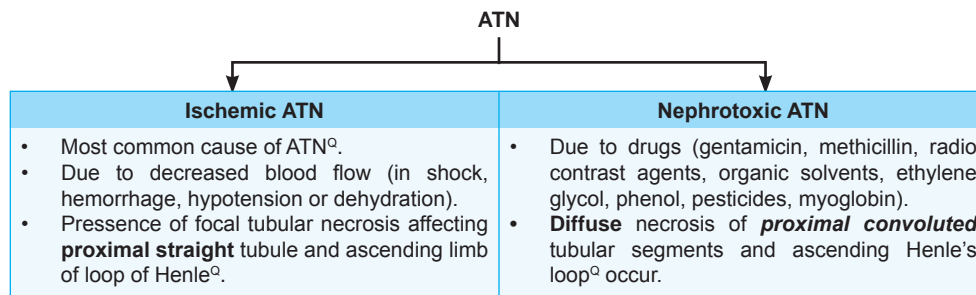 ATN
Ischemic ATN
• Most common cause of ATNQ.
• Due to decreased blood flow (in shock,
hemorrhage, hypotension or dehydration).
• Pressence of focal tubular necrosis affecting
proximal straight tubule and ascending limb
of loop of HenleQ.
Nephrotoxic ATN
• Due to drugs (gentamicin, methicillin, radio
contrast agents, organic solvents, ethylene
glycol, phenol, pesticides, myoglobin).
• Diffuse necrosis of proximal convoluted
tubular segments and ascending Henle's
loopQ occur.